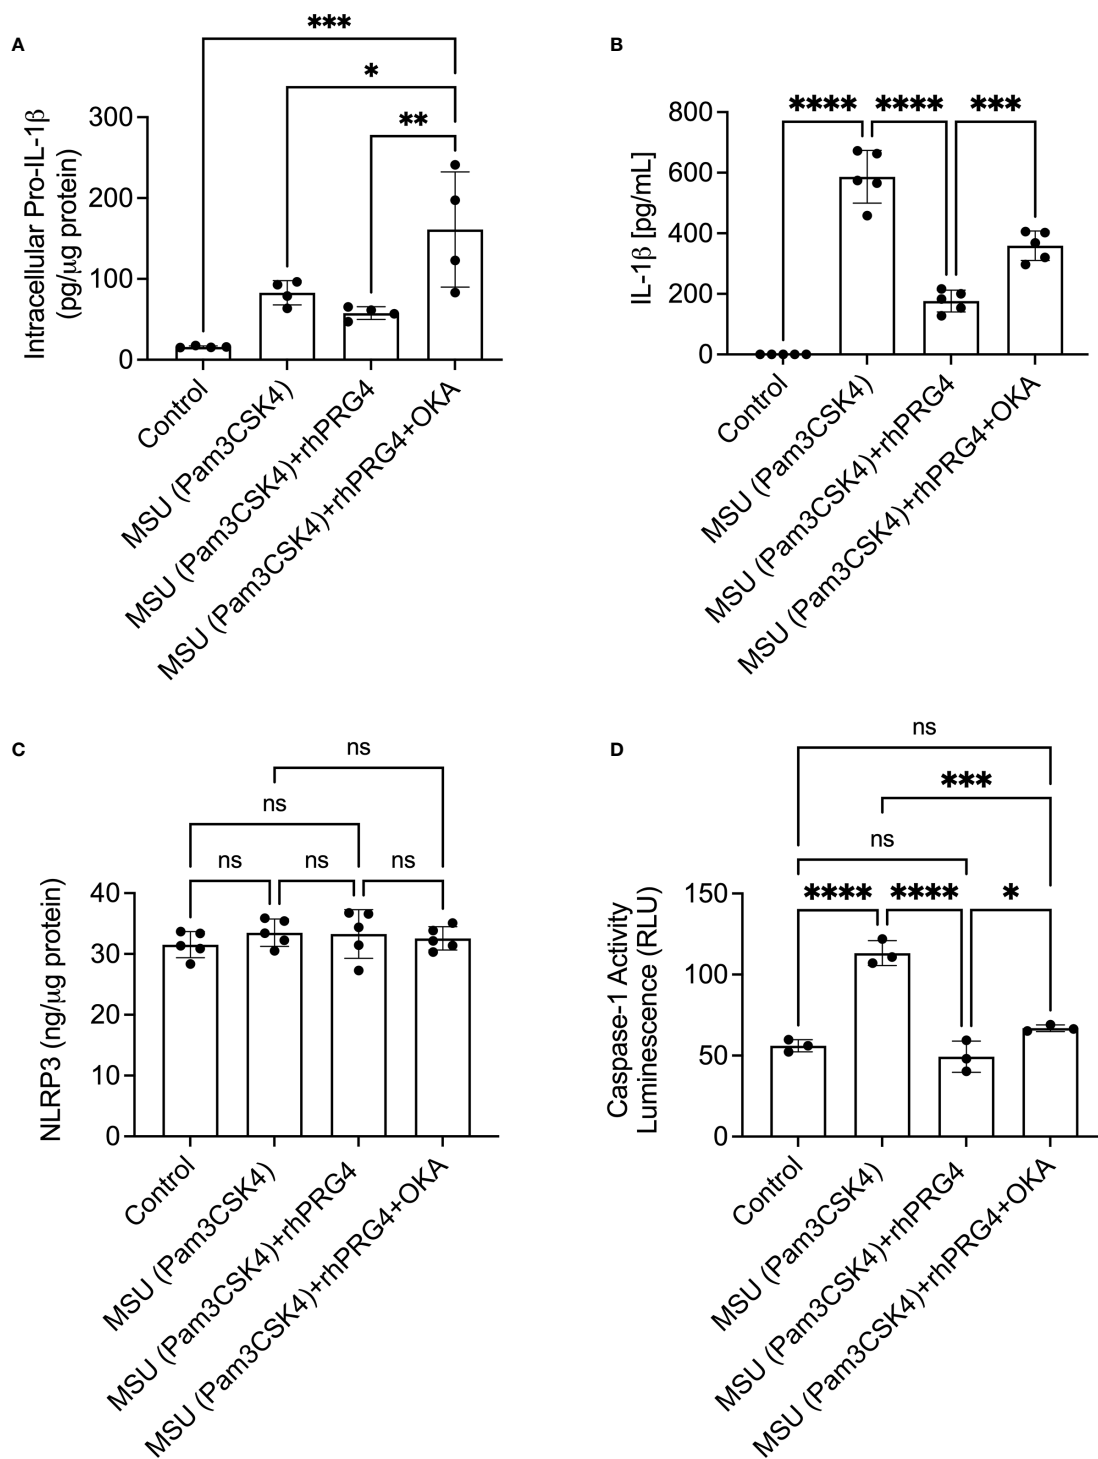 A
***
*
**
300
200
100
0
Intracellular Pro-IL-1β
(pg/μg protein)
Control
MSU (Pam3CSK4)
MSU (Pam3CSK4)+rhPRG4
MSU (Pam3CSK4)+rhPRG4+OKA
B
**** **** ***
800
600
400
200
0
IL-1β [pg/mL]
Control
MSU (Pam3CSK4)
MSU (Pam3CSK4)+rhPRG4
MSU (Pam3CSK4)+rhPRG4+OKA
C
ns
ns
ns ns ns
40
30
20
10
0
NLRP3 (ng/μg protein)
Control
MSU (Pam3CSK4)
MSU (Pam3CSK4)+rhPRG4
MSU (Pam3CSK4)+rhPRG4+OKA
D
ns
***
ns
**** **** *
150
100
50
0
Caspase-1 Activity
Luminescence (RLU)
Control
MSU (Pam3CSK4)
MSU (Pam3CSK4)+rhPRG4
MSU (Pam3CSK4)+rhPRG4+OKA